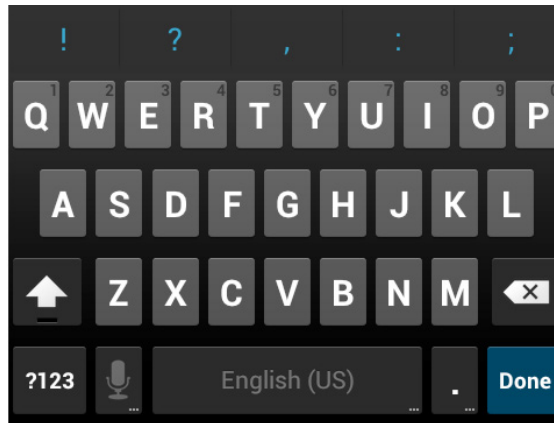 ! ? , : ;
1 2 3 4 5 6 7 8 9 0
Q W E R T Y U I O P
A S D F G H J K L
Z X C V B N M
?123 English (US) . Done